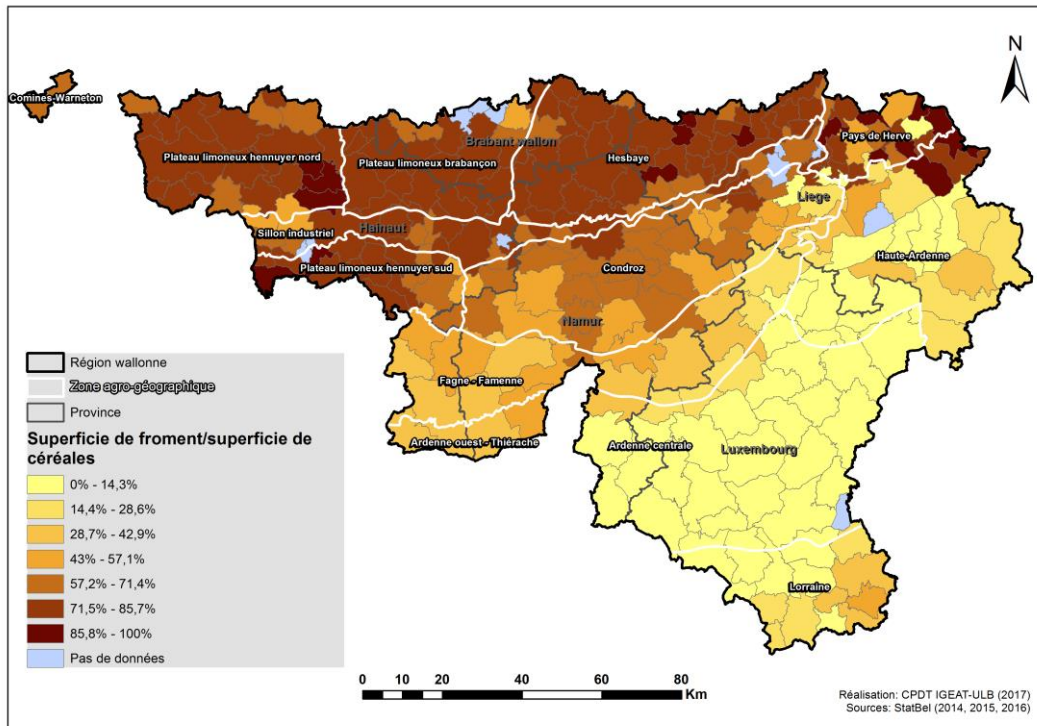 N
Comines-Warneton
Plateau limoneux hennuyer nord
Plateau limoneux brabançon
Brabant wallon
Hesbaye
Pays de Herve
Liege
Sillon industriel
Hainaut
Plateau limoneux hennuyer sud
Condroz
Haute-Ardenne
Namur
Fagne - Famenne
Ardenne ouest - Thiérache
Ardenne centrale
Luxembourg
Lorraine
Région wallonne
Zone agro-géographique
Province
Superficie de froment/superficie de
céréales
0% - 14,3%
14,4% - 28,6%
28,7% - 42,9%
43% - 57,1%
57,2% - 71,4%
71,5% - 85,7%
85,8% - 100%
Pas de données
0 10 20 40 60 80
Km
Réalisation: CPDT IGEAT-ULB (2017)
Sources: StatBel (2014, 2015, 2016)